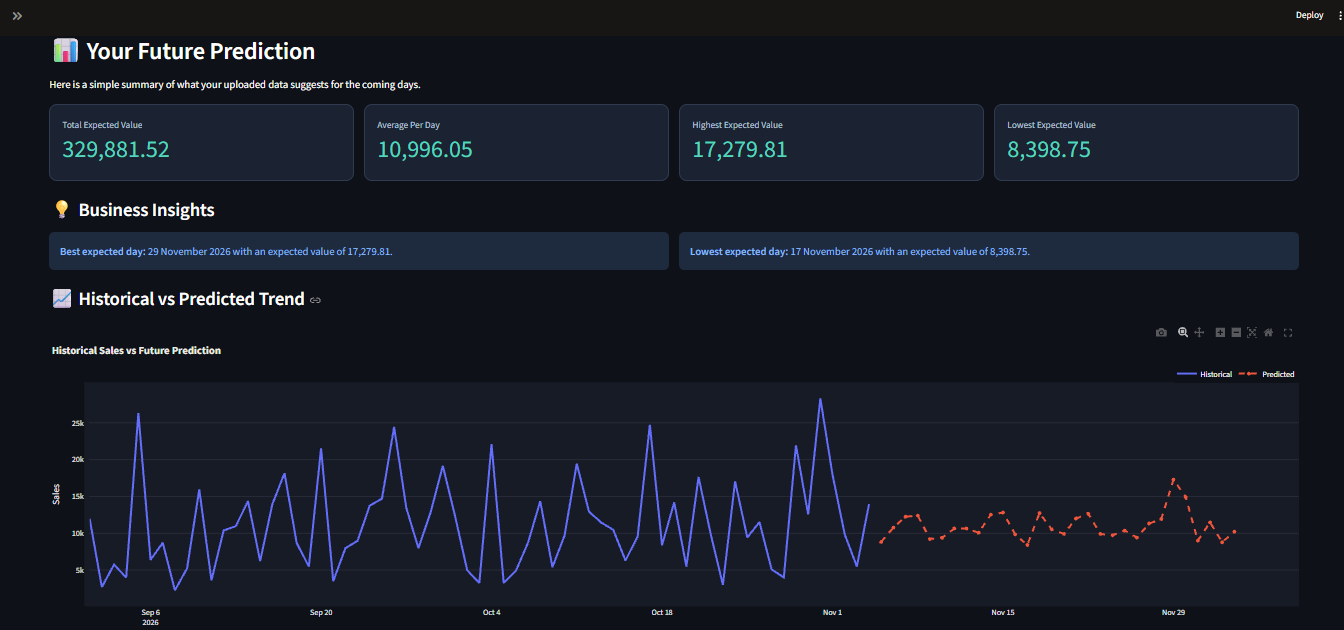 Deploy
Your Future Prediction
Here is a simple summary of what your uploaded data suggests for the coming days.
Total Expected Value
329,881.52
Average Per Day
10,996.05
Highest Expected Value
17,279.81
Lowest Expected Value
8,398.75
Business Insights
Best expected day: 29 November 2026 with an expected value of 17,279.81.
Lowest expected day: 17 November 2026 with an expected value of 8,398.75.
Historical vs Predicted Trend
Historical Sales vs Future Prediction
Historical
Predicted
Sales
25k
20k
15k
10k
5k
Sep 6
2026
Sep 20
Oct 4
Oct 18
Nov 1
Nov 15
Nov 29